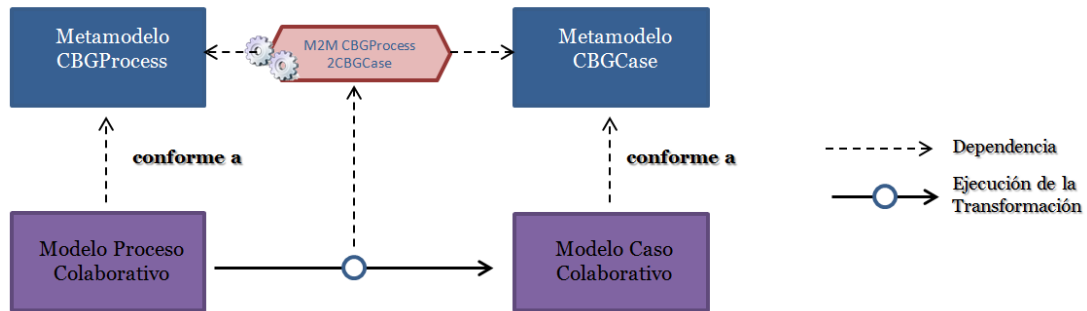 Metamodelo
CBGProcess
M2M CBGProcess
2CBGCase
Metamodelo
CBGCase
conforme a
conforme a
Dependencia
Ejecución de la
Transformación
Modelo Proceso
Colaborativo
Modelo Caso
Colaborativo